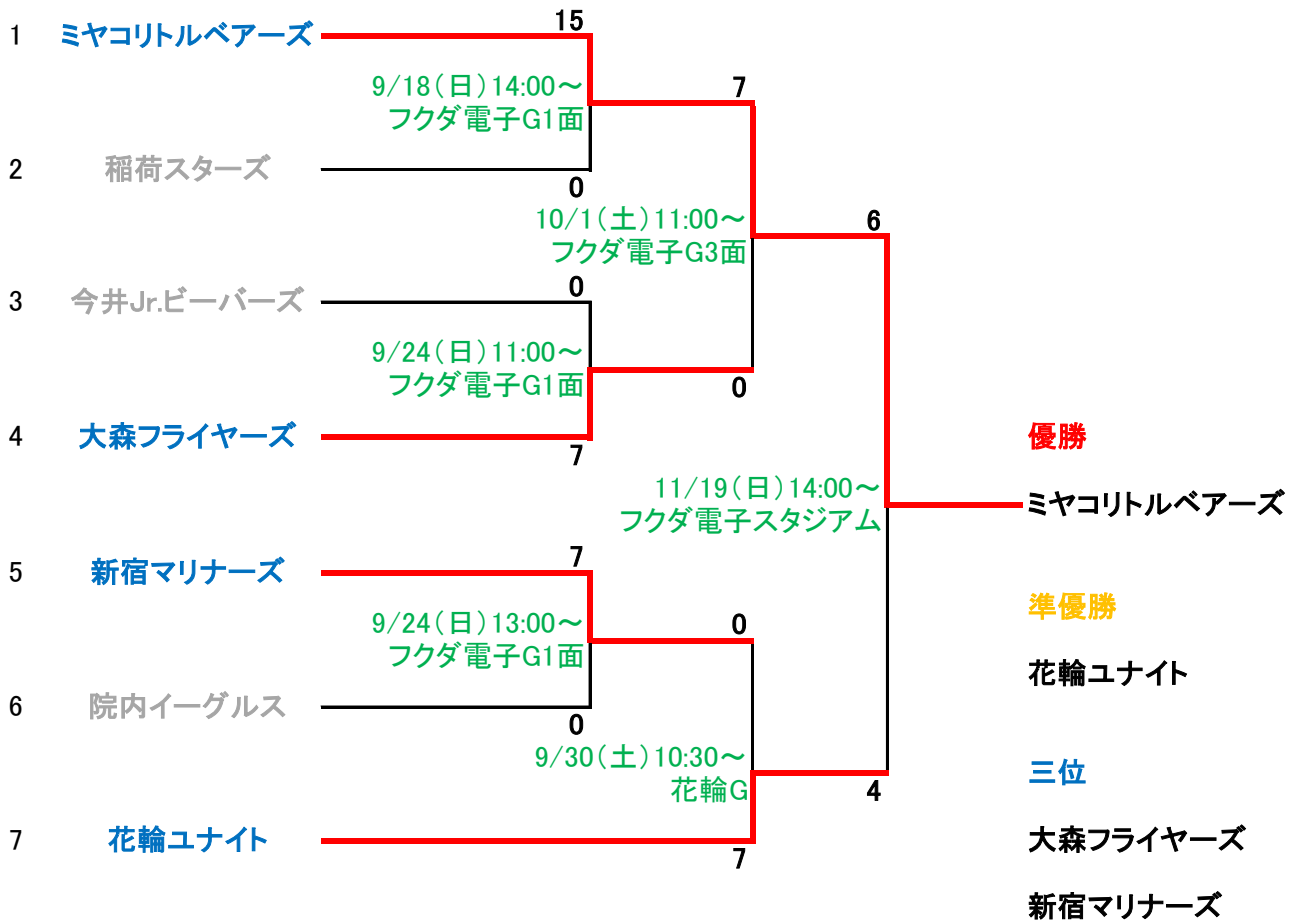 15
1 ミヤコリトルベアーズ
9/18(日)14:00～
フクダ電子G1面
7
2 稲荷スターズ
0
10/1(土)11:00～
フクダ電子G3面
6
3 今井Jr.ビーバーズ
0
9/24(日)11:00～
フクダ電子G1面
0
4 大森フライヤーズ
7
優勝
11/19(日)14:00～
フクダ電子スタジアム
ミヤコリトルベアーズ
5 新宿マリナーズ
7
9/24(日)13:00～
フクダ電子G1面
0
準優勝
花輪ユナイト
6 院内イーグルス
0
9/30(土)10:30～
花輪G
4
三位
7 花輪ユナイト
7
大森フライヤーズ
新宿マリナーズ